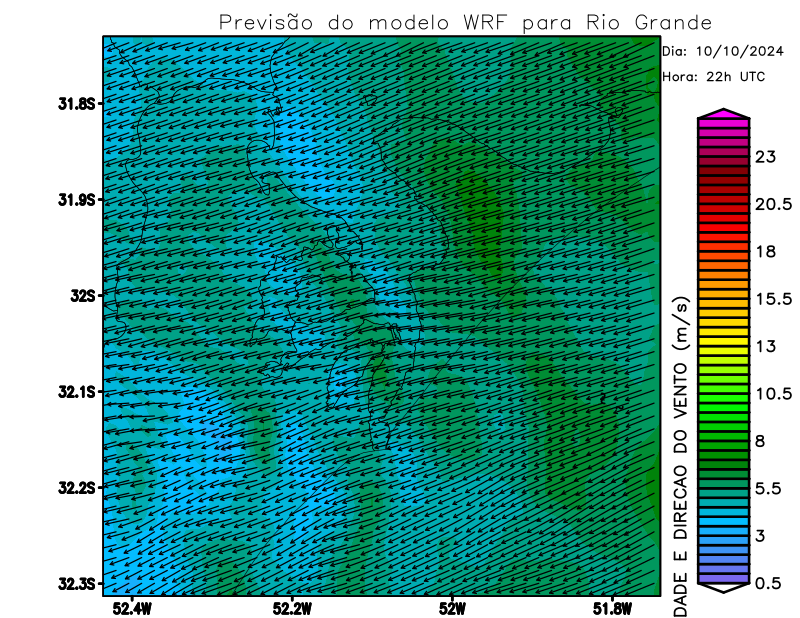 Previsão do modelo WRF para Rio Grande
Dia: 10/10/2024
Hora: 22h UTC
31.8S
31.9S
32S
32.1S
32.2S
32.3S
52.4W
52.2W
52W
51.8W
23
20.5
18
15.5
13
10.5
8
5.5
3
0.5
DADE E DIRECAO DO VENTO (m/s)